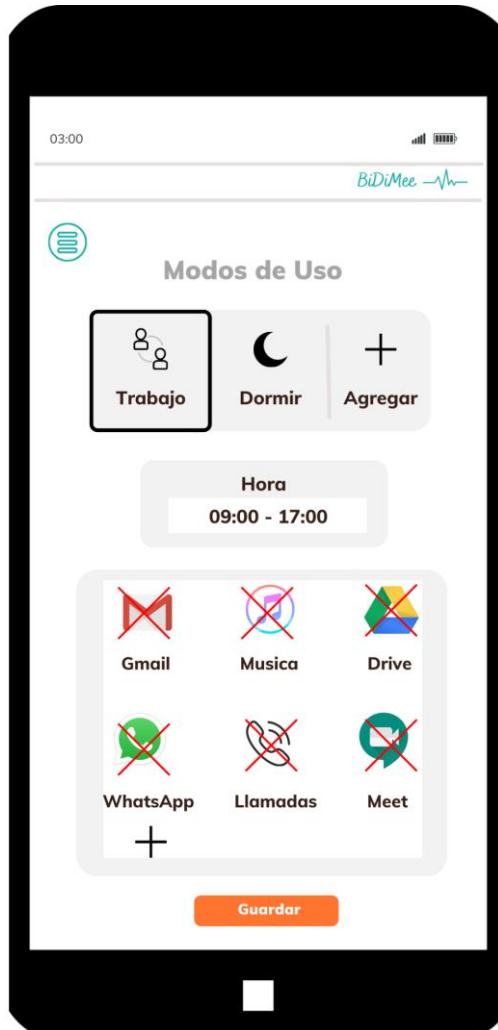 03:00
BiDiMee
Modos de Uso
Trabajo Dormir Agregar
Hora
09:00 - 17:00
Gmail Musica Drive
WhatsApp Llamadas Meet
Guardar